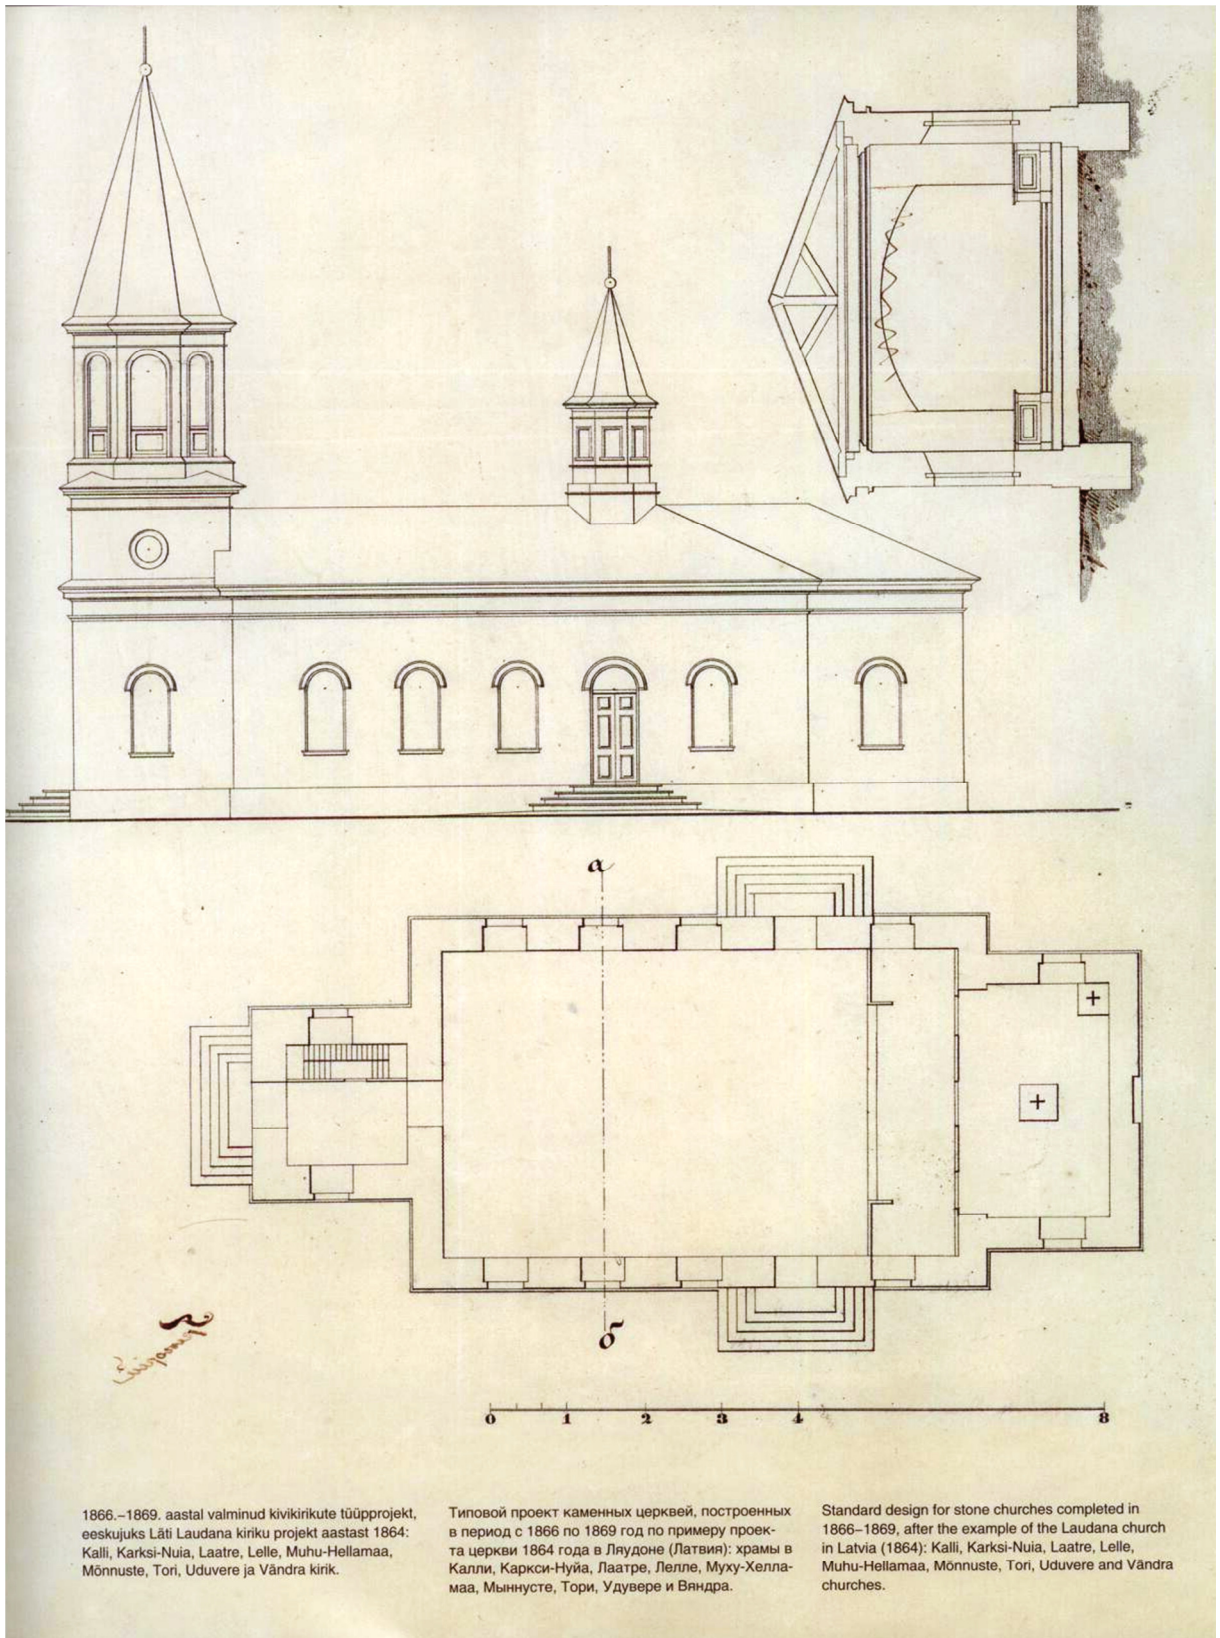 а
б
0 1 2 3 4 8
1866.–1869. aastal valminud kivikirikute tüüpprojekt,
eeskujuks Läti Laudana kiriku projekt aastast 1864:
Kalli, Karksi-Nuia, Laatre, Lelle, Muhu-Hellamaa,
Mõnnuste, Tori, Uduvere ja Vändra kirik.
Типовой проект каменных церквей, построенных
в период с 1866 по 1869 год по примеру проек-
та церкви 1864 года в Ляудоне (Латвия): храмы в
Калли, Каркси-Нуйа, Лаатре, Лелле, Муху-Хелла-
маа, Мыннусте, Тори, Удувере и Вяндра.
Standard design for stone churches completed in
1866–1869, after the example of the Laudana church
in Latvia (1864): Kalli, Karksi-Nuia, Laatre, Lelle,
Muhu-Hellamaa, Mõnnuste, Tori, Uduvere and Vändra
churches.